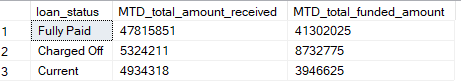 loan_status MTD_total_amount_received MTD_total_funded_amount
1 Fully Paid 47815851 41302025
2 Charged Off 5324211 8732775
3 Current 4934318 3946625